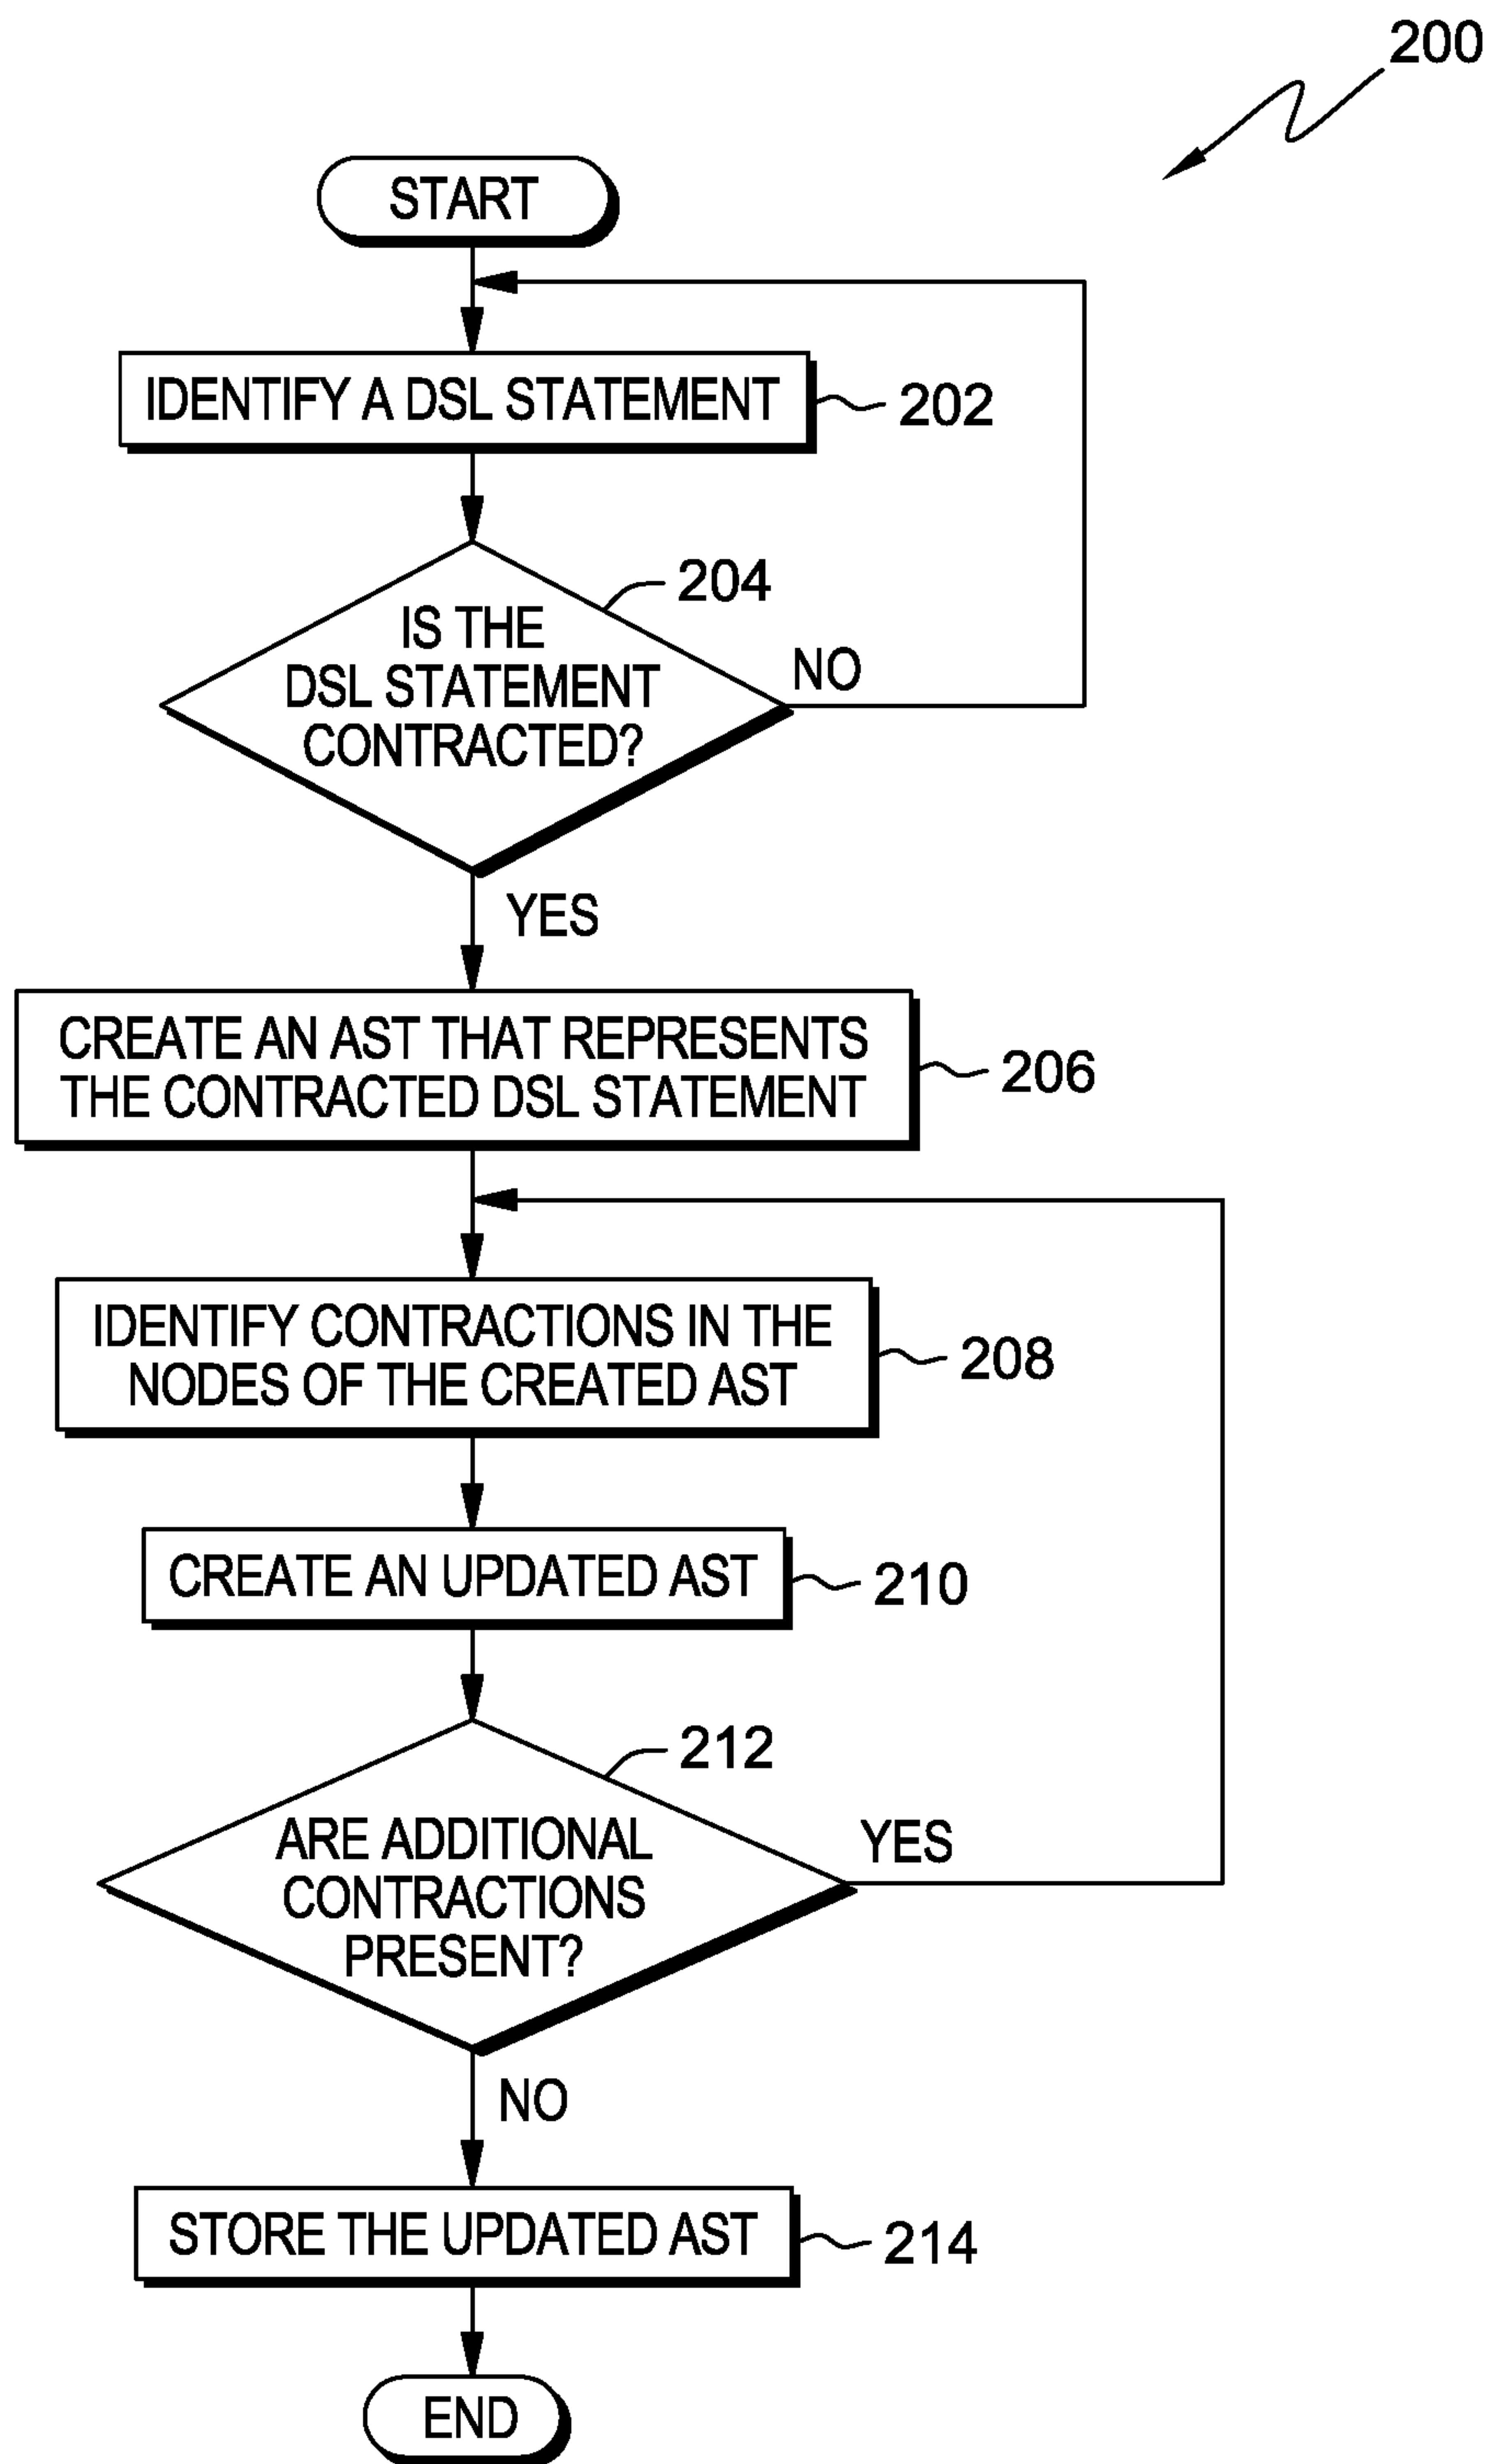 200
START
IDENTIFY A DSL STATEMENT
202
204
IS THE
DSL STATEMENT
CONTRACTED?
NO
YES
CREATE AN AST THAT REPRESENTS
THE CONTRACTED DSL STATEMENT
206
IDENTIFY CONTRACTIONS IN THE
NODES OF THE CREATED AST
208
CREATE AN UPDATED AST
210
212
ARE ADDITIONAL
CONTRACTIONS
PRESENT?
YES
NO
STORE THE UPDATED AST
214
END